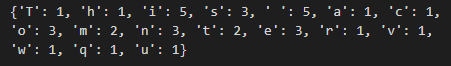 {'T': 1, 'h': 1, 'i': 5, 's': 3, ' ': 5, 'a': 1, 'c': 1,
'o': 3, 'm': 2, 'n': 3, 't': 2, 'e': 3, 'r': 1, 'v': 1,
'w': 1, 'q': 1, 'u': 1}